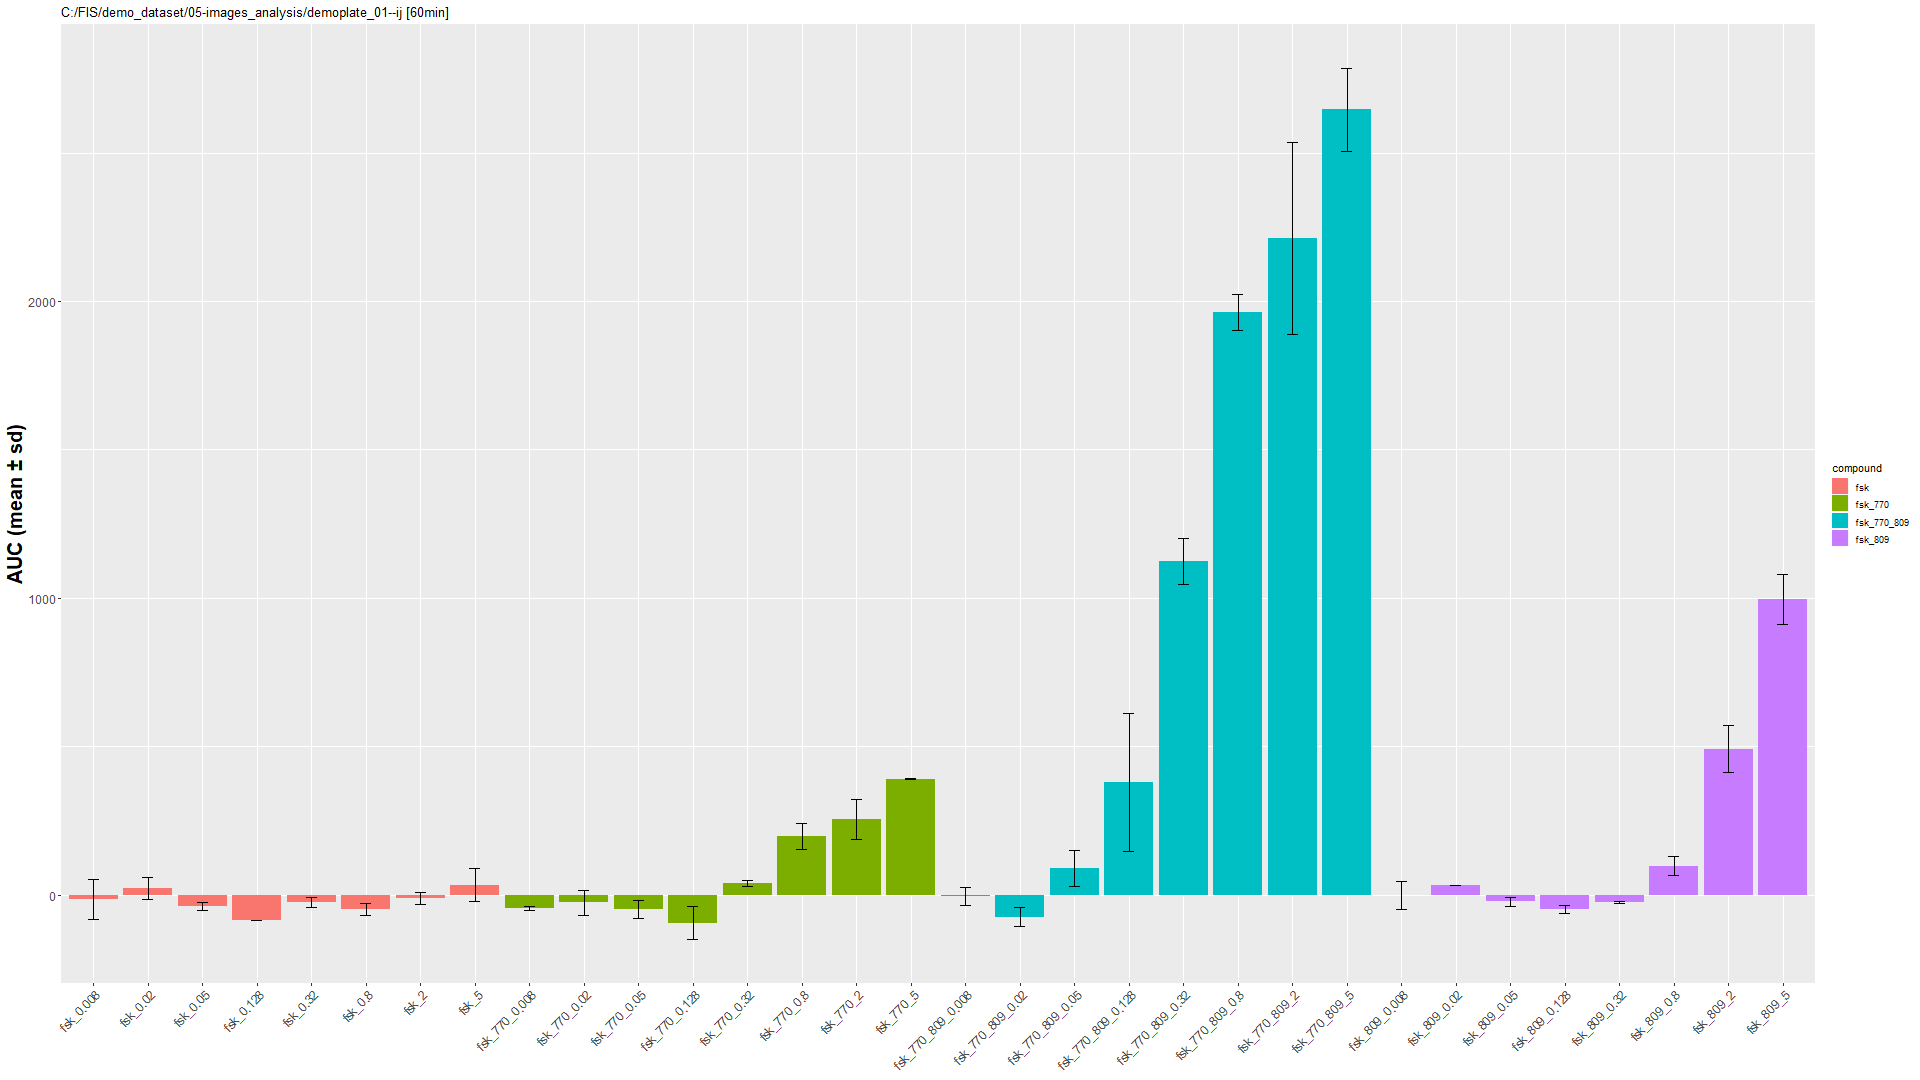 C:/FIS/demo_dataset/05-images_analysis/demoplate_01--ij [60min]
AUC (mean ± sd)
2000
1000
0
fsk_0.008
fsk_0.02
fsk_0.05
fsk_0.128
fsk_0.32
fsk_0.8
fsk_2
fsk_5
fsk_770_0.008
fsk_770_0.02
fsk_770_0.05
fsk_770_0.128
fsk_770_0.32
fsk_770_0.8
fsk_770_2
fsk_770_5
fsk_770_809_0.008
fsk_770_809_0.02
fsk_770_809_0.05
fsk_770_809_0.128
fsk_770_809_0.32
fsk_770_809_0.8
fsk_770_809_2
fsk_770_809_5
fsk_809_0.008
fsk_809_0.02
fsk_809_0.05
fsk_809_0.128
fsk_809_0.32
fsk_809_0.8
fsk_809_2
fsk_809_5
compound
fsk
fsk_770
fsk_770_809
fsk_809